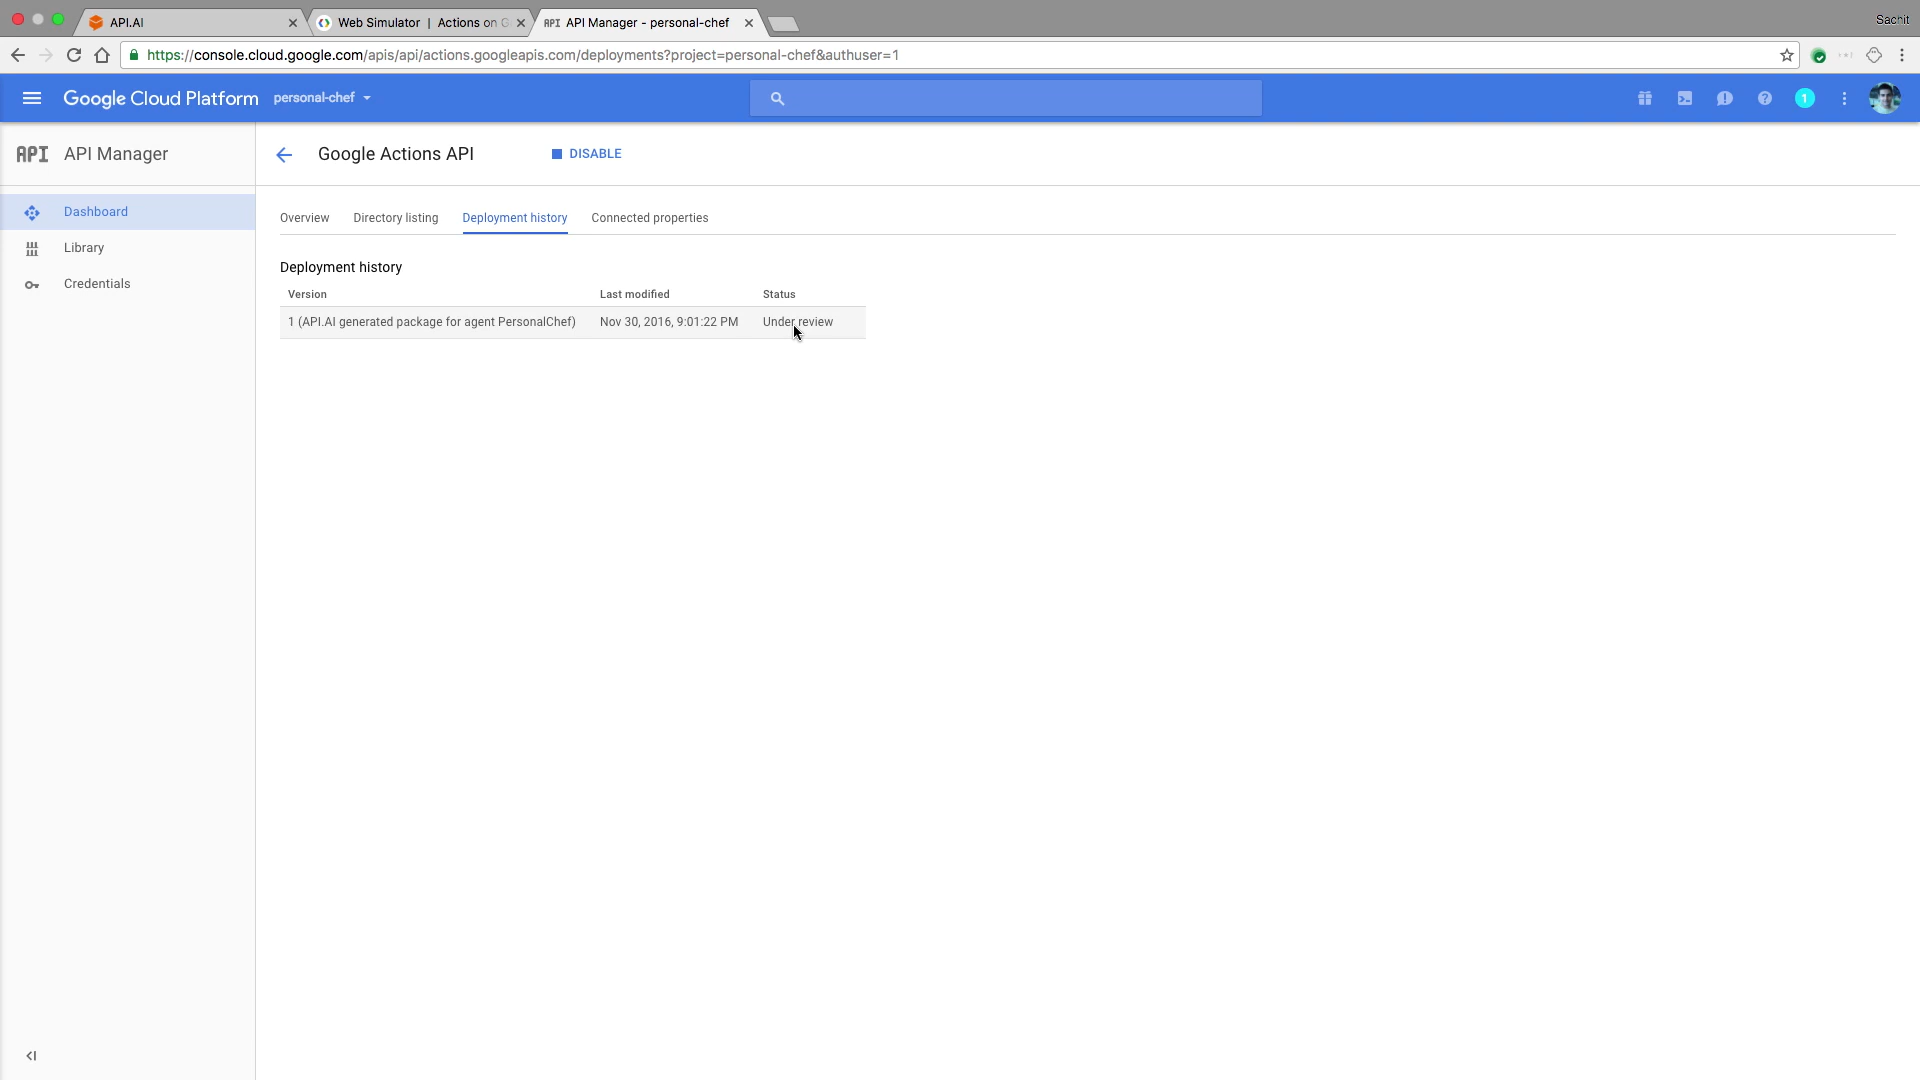 API.AI
Web Simulator | Actions on G
API Manager - personal-chef
Sachit
https://console.cloud.google.com/apis/api/actions.googleapis.com/deployments?project=personal-chef&authuser=1
Google Cloud Platform
personal-chef
1
API API Manager
Google Actions API
DISABLE
Dashboard
Library
Credentials
Overview
Directory listing
Deployment history
Connected properties
Deployment history
Version Last modified Status
1 (API.AI generated package for agent PersonalChef) Nov 30, 2016, 9:01:22 PM Under review